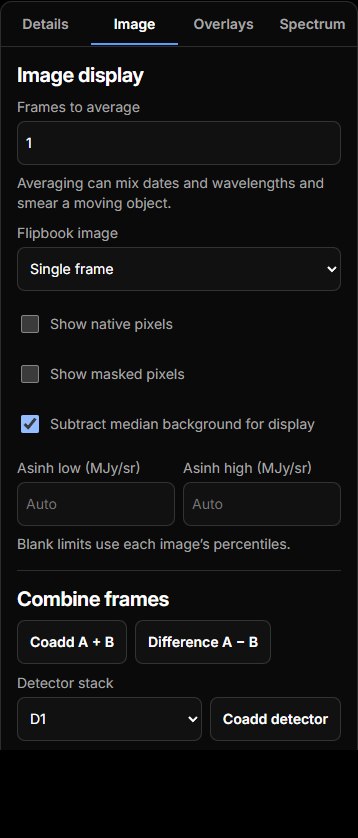 Details Image Overlays Spectrum
Image display
Frames to average
1
Averaging can mix dates and wavelengths and
smear a moving object.
Flipbook image
Single frame
Show native pixels
Show masked pixels
Subtract median background for display
Asinh low (MJy/sr) Asinh high (MJy/sr)
Auto Auto
Blank limits use each image’s percentiles.
Combine frames
Coadd A + B Difference A − B
Detector stack
D1 Coadd detector